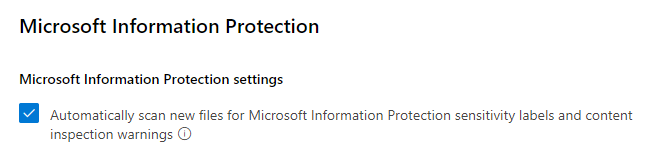 Microsoft Information Protection
Microsoft Information Protection settings
Automatically scan new files for Microsoft Information Protection sensitivity labels and content
inspection warnings